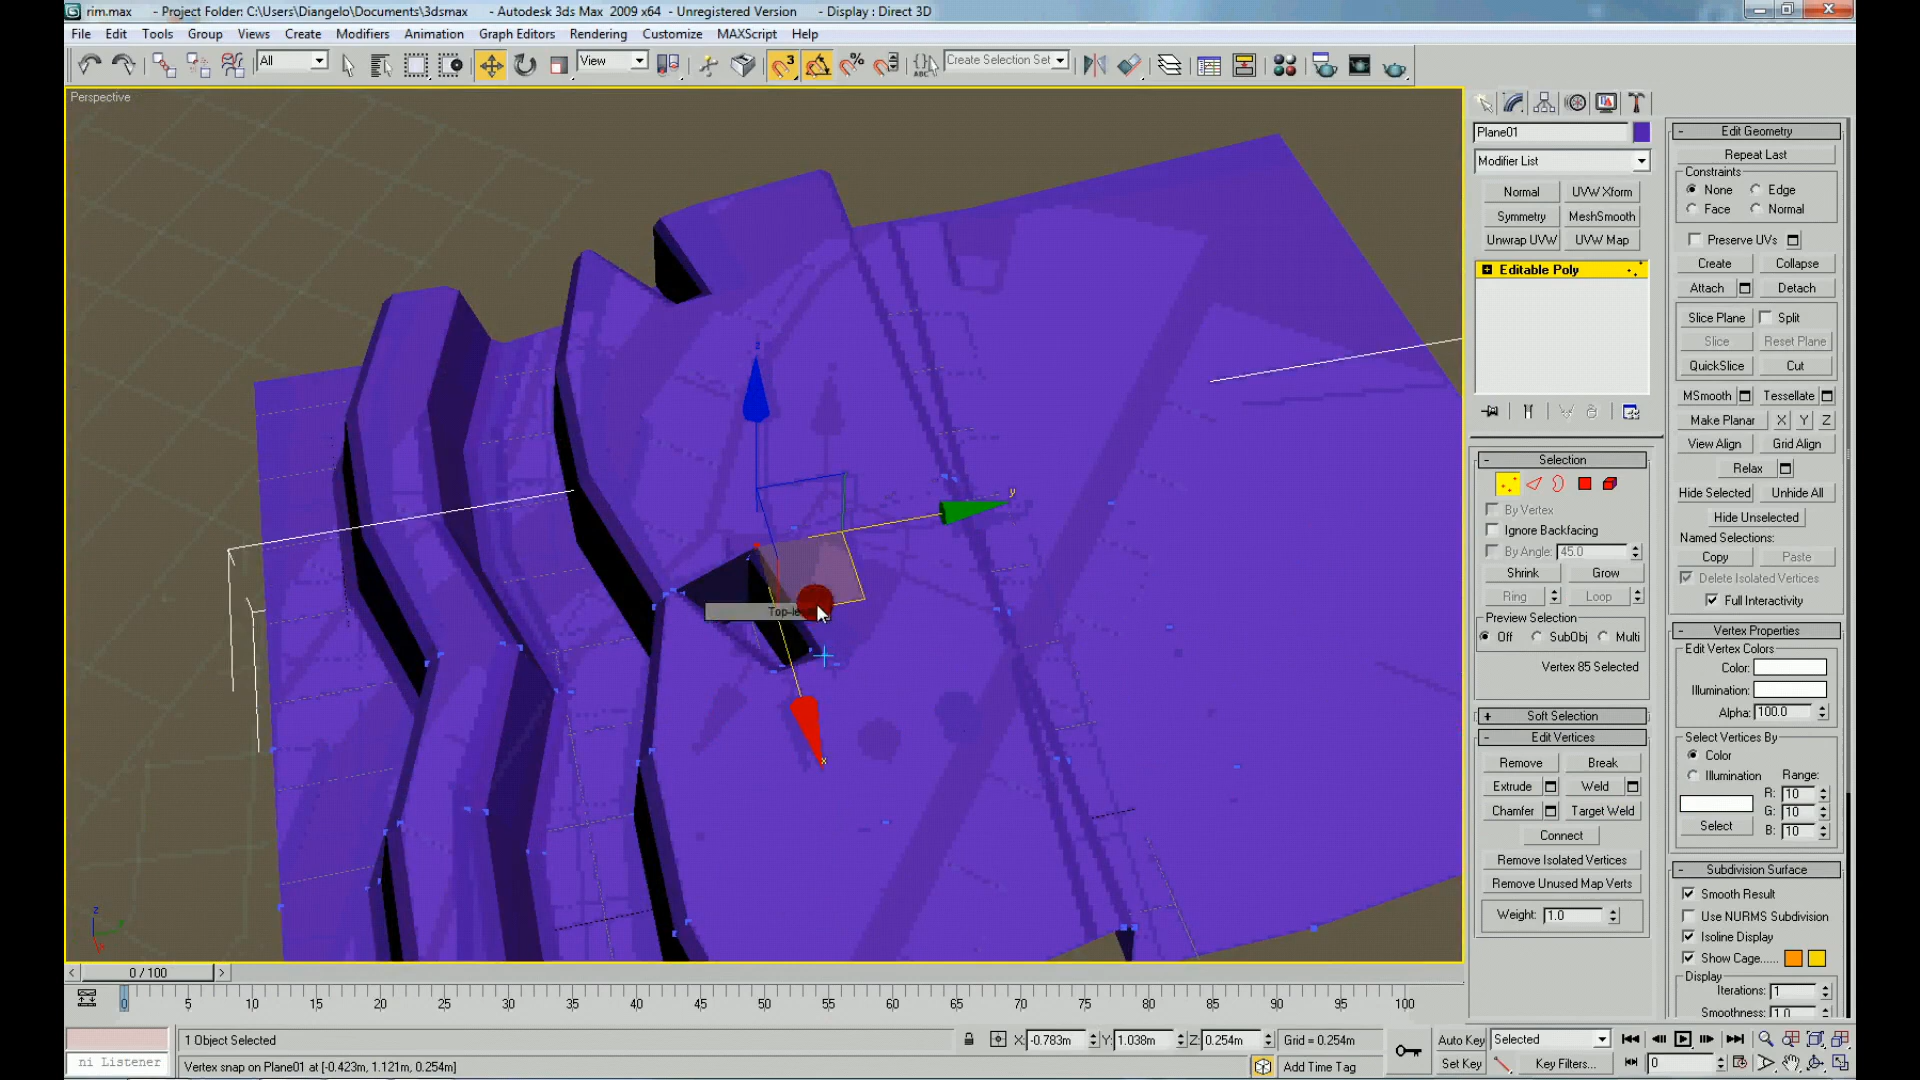 rim.max - Project Folder: C:\Users\Diangelo\Documents\3dsmax - Autodesk 3ds Max 2009 x64 - Unregistered Version - Display : Direct 3D
File Edit Tools Group Views Create Modifiers Animation Graph Editors Rendering Customize MAXScript Help
All View 3 ABC Create Selection Set
Perspective
z
y
x
Top-le
Plane01
Modifier List
Normal UVW Xform
Symmetry MeshSmooth
Unwrap UVW UVW Map
Editable Poly
Selection
By Vertex
Ignore Backfacing
By Angle: 45.0
Shrink Grow
Ring Loop
Preview Selection
Off SubObj Multi
Vertex 85 Selected
Soft Selection
Edit Vertices
Remove Break
Extrude Weld
Chamfer Target Weld
Connect
Remove Isolated Vertices
Remove Unused Map Verts
Weight: 1.0
Edit Geometry
Repeat Last
Constraints
None Edge
Face Normal
Preserve UVs
Create Collapse
Attach Detach
Slice Plane Split
Slice Reset Plane
QuickSlice Cut
MSmooth Tessellate
Make Planar X Y Z
View Align Grid Align
Relax
Hide Selected Unhide All
Hide Unselected
Named Selections:
Copy Paste
Delete Isolated Vertices
Full Interactivity
Vertex Properties
Edit Vertex Colors
Color:
Illumination:
Alpha: 100.0
Select Vertices By
Color
Illumination Range:
R: 10
G: 10
Select B: 10
Subdivision Surface
Smooth Result
Use NURMS Subdivision
Isoline Display
Show Cage......
Display
Iterations: 1
Smoothness: 1.0
0 / 100
0 5 10 15 20 25 30 35 40 45 50 55 60 65 70 75 80 85 90 95 100
1 Object Selected X: -0.783m Y: 1.038m Z: 0.254m Grid = 0.254m Auto Key Selected
ni Listener Vertex snap on Plane01 at [-0.423m, 1.121m, 0.254m] Add Time Tag Set Key Key Filters... 0